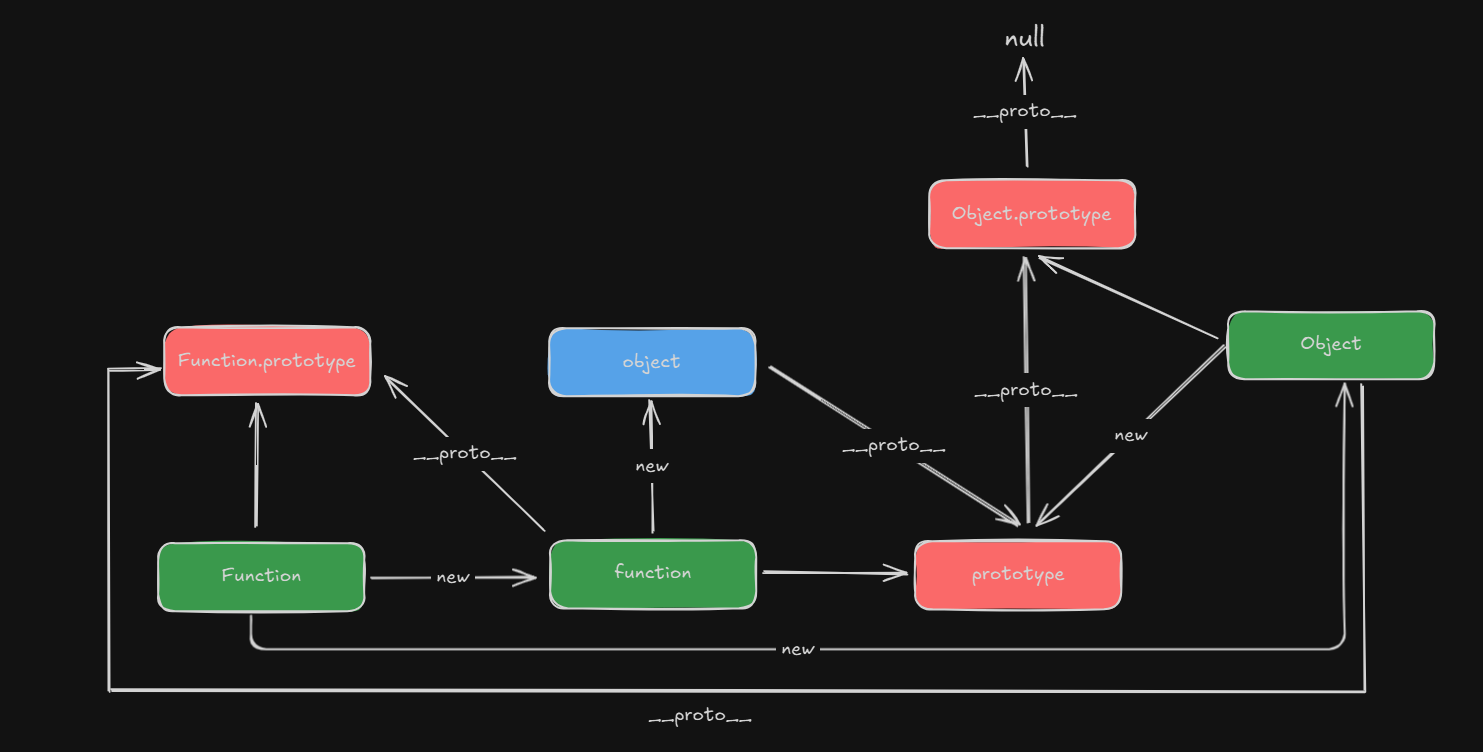 null
__proto__
Object.prototype
Object
Function.prototype
object
__proto__
new
__proto__
__proto__
new
Function
new
function
prototype
new
__proto__